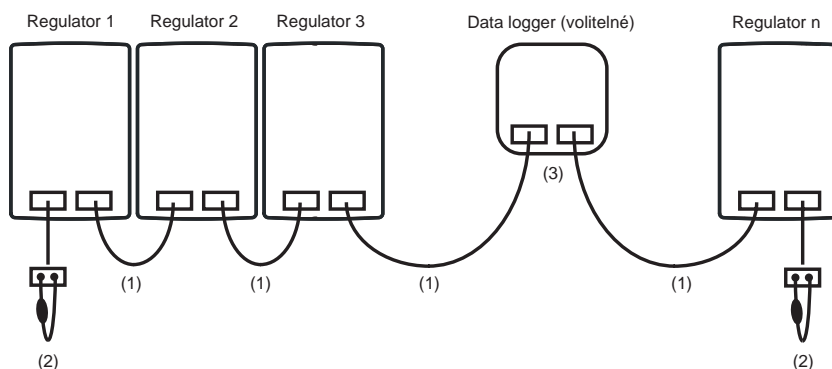 Regulator 1
Regulator 2
Regulator 3
Data logger (volitelné)
Regulator n
(3)
(1)
(1)
(1)
(1)
(2)
(2)